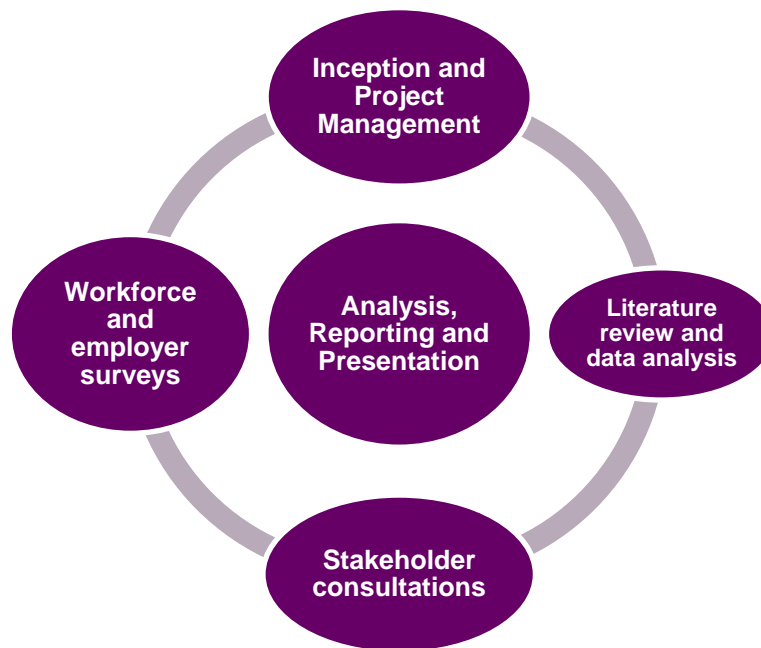 Inception and
Project
Management
Workforce
and
employer
surveys
Analysis,
Reporting and
Presentation
Literature
review and
data analysis
Stakeholder
consultations